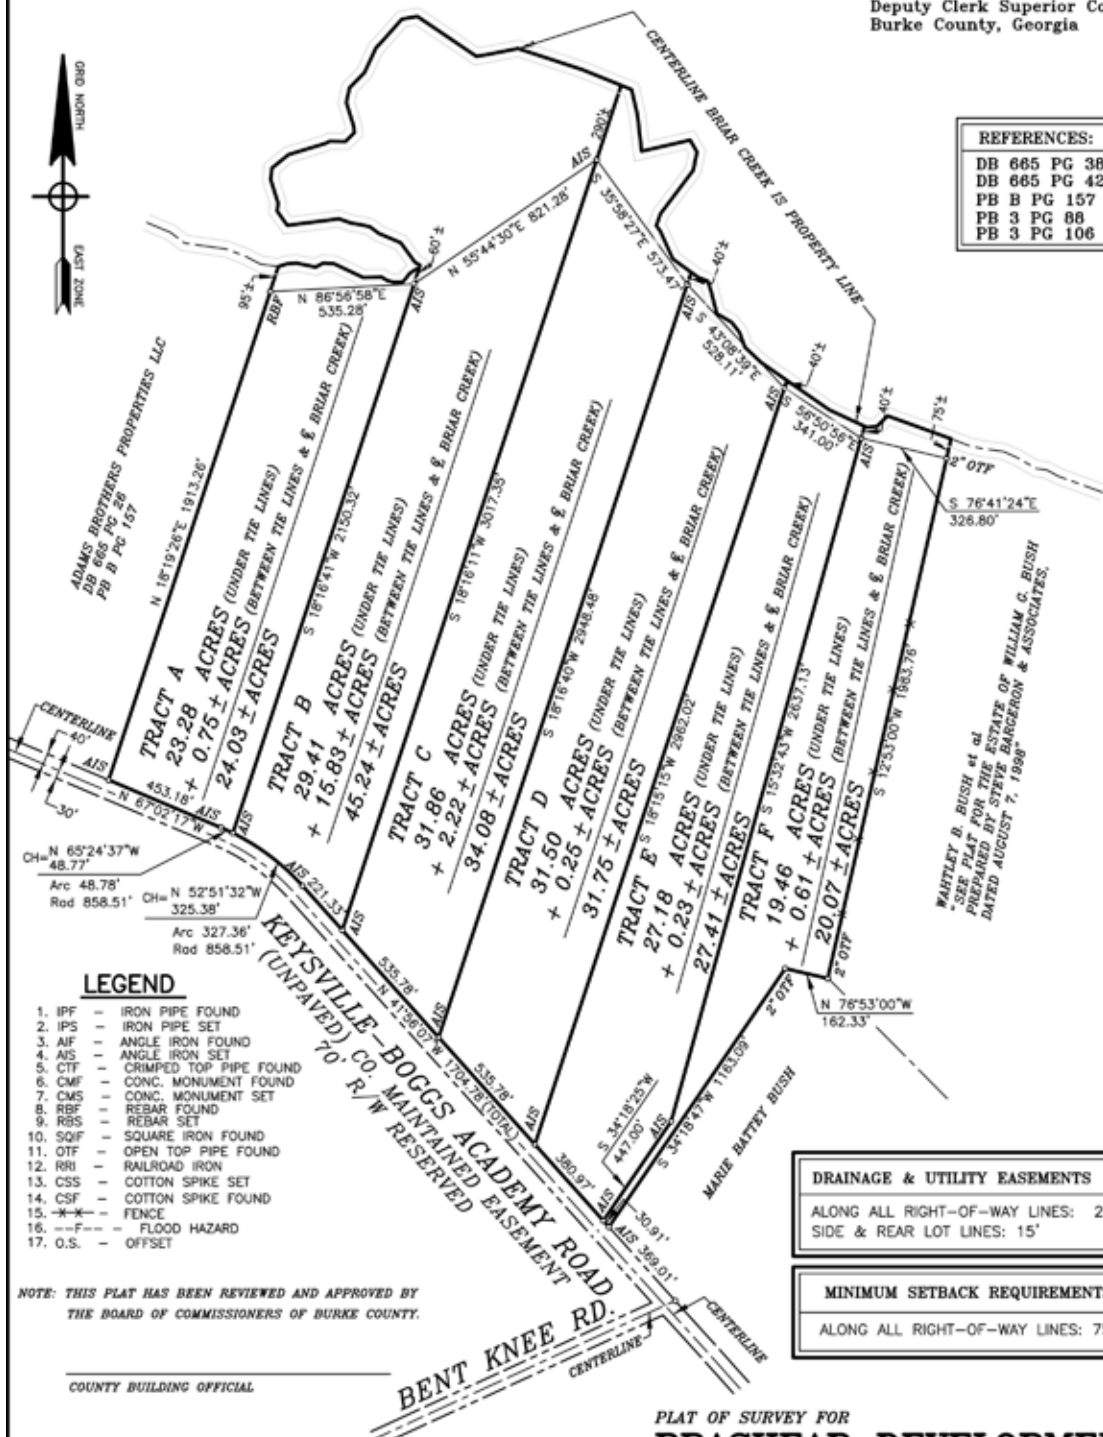 Deputy Clerk Superior Co
Burke County, Georgia
GRID NORTH
EAST ZONE
REFERENCES:
DB 665 PG 38
DB 665 PG 42
PB B PG 157
PB 3 PG 88
PB 3 PG 106
CENTERLINE BRIAR CREEK IS PROPERTY LINE
290'±
AIS
N 55°44'30"E 821.28'
60'±
AIS
S 35°58'27"E 573.47'
40'±
AIS
95'±
RBF
N 86°56'58"E
535.28'
S 43°08'39"E
528.11'
40'±
AIS
S 56°50'56"E
341.00'
40'±
AIS
75'±
2" OTF
S 76°41'24"E
326.80'
ADAMS BROTHERS PROPERTIES LLC
DB 665 PG 26
PB B PG 157
N 18°19'26"E 1913.26'
TRACT A
23.28 ACRES (UNDER TIE LINES)
+ 0.75± ACRES (BETWEEN TIE LINES & ℄ BRIAR CREEK)
24.03 ± ACRES
S 18°16'41"W 2150.32'
TRACT B
29.41 ACRES (UNDER TIE LINES)
+ 15.83± ACRES (BETWEEN TIE LINES & ℄ BRIAR CREEK)
45.24 ± ACRES
S 18°16'11"W 3017.35'
TRACT C
31.86 ACRES (UNDER TIE LINES)
+ 2.22 ± ACRES (BETWEEN TIE LINES & ℄ BRIAR CREEK)
34.08 ± ACRES
S 18°16'40"W 2948.48'
TRACT D
31.50 ACRES (UNDER TIE LINES)
+ 0.25 ± ACRES (BETWEEN TIE LINES & ℄ BRIAR CREEK)
31.75 ± ACRES
S 18°15'15"W 2962.02'
TRACT E
27.18 ACRES (UNDER TIE LINES)
+ 0.23 ± ACRES (BETWEEN TIE LINES & ℄ BRIAR CREEK)
27.41 ± ACRES
S 15°32'43"W 2637.13'
TRACT F
19.46 ACRES (UNDER TIE LINES)
+ 0.61 ± ACRES (BETWEEN TIE LINES & ℄ BRIAR CREEK)
20.07 ± ACRES
S 12°53'00"W 1983.76'
WAHTLEY B. BUSH et al
"SEE PLAT FOR THE ESTATE OF WILLIAM G. BUSH
PREPARED BY STEVE BARGERON & ASSOCIATES,
DATED AUGUST 7, 1998"
CENTERLINE
40'
30'
AIS
453.18'
N 67°02'17"W
AIS
AIS
CH= N 65°24'37"W
48.77'
Arc 48.78'
Rad 858.51'
CH= N 52°51'32"W
325.38'
Arc 327.36'
Rad 858.51'
AIS
221.33'
AIS
535.78'
N 41°56'07"W 1704.78'(TOTAL)
AIS
535.78'
AIS
380.97'
AIS
KEYSVILLE-BOGGS ACADEMY ROAD
(UNPAVED) CO. MAINTAINED EASEMENT
70' R/W RESERVED
2" OTF
2" OTF
N 76°53'00"W
162.33'
S 34°18'25"W
447.00'
AIS
S 34°18'47"W 1163.09'
MARIE BATTEY BUSH
30.91'
AIS
369.01'
CENTERLINE
CENTERLINE
BENT KNEE RD.
LEGEND
1. IPF – IRON PIPE FOUND
2. IPS – IRON PIPE SET
3. AIF – ANGLE IRON FOUND
4. AIS – ANGLE IRON SET
5. CTF – CRIMPED TOP PIPE FOUND
6. CMF – CONC. MONUMENT FOUND
7. CMS – CONC. MONUMENT SET
8. RBF – REBAR FOUND
9. RBS – REBAR SET
10. SQIF – SQUARE IRON FOUND
11. OTF – OPEN TOP PIPE FOUND
12. RRI – RAILROAD IRON
13. CSS – COTTON SPIKE SET
14. CSF – COTTON SPIKE FOUND
15. –X–X– – FENCE
16. ––F–– – FLOOD HAZARD
17. O.S. – OFFSET
NOTE: THIS PLAT HAS BEEN REVIEWED AND APPROVED BY
THE BOARD OF COMMISSIONERS OF BURKE COUNTY.
COUNTY BUILDING OFFICIAL
DRAINAGE & UTILITY EASEMENTS
ALONG ALL RIGHT–OF–WAY LINES: 2
SIDE & REAR LOT LINES: 15'
MINIMUM SETBACK REQUIREMENT
ALONG ALL RIGHT–OF–WAY LINES: 7
PLAT OF SURVEY FOR